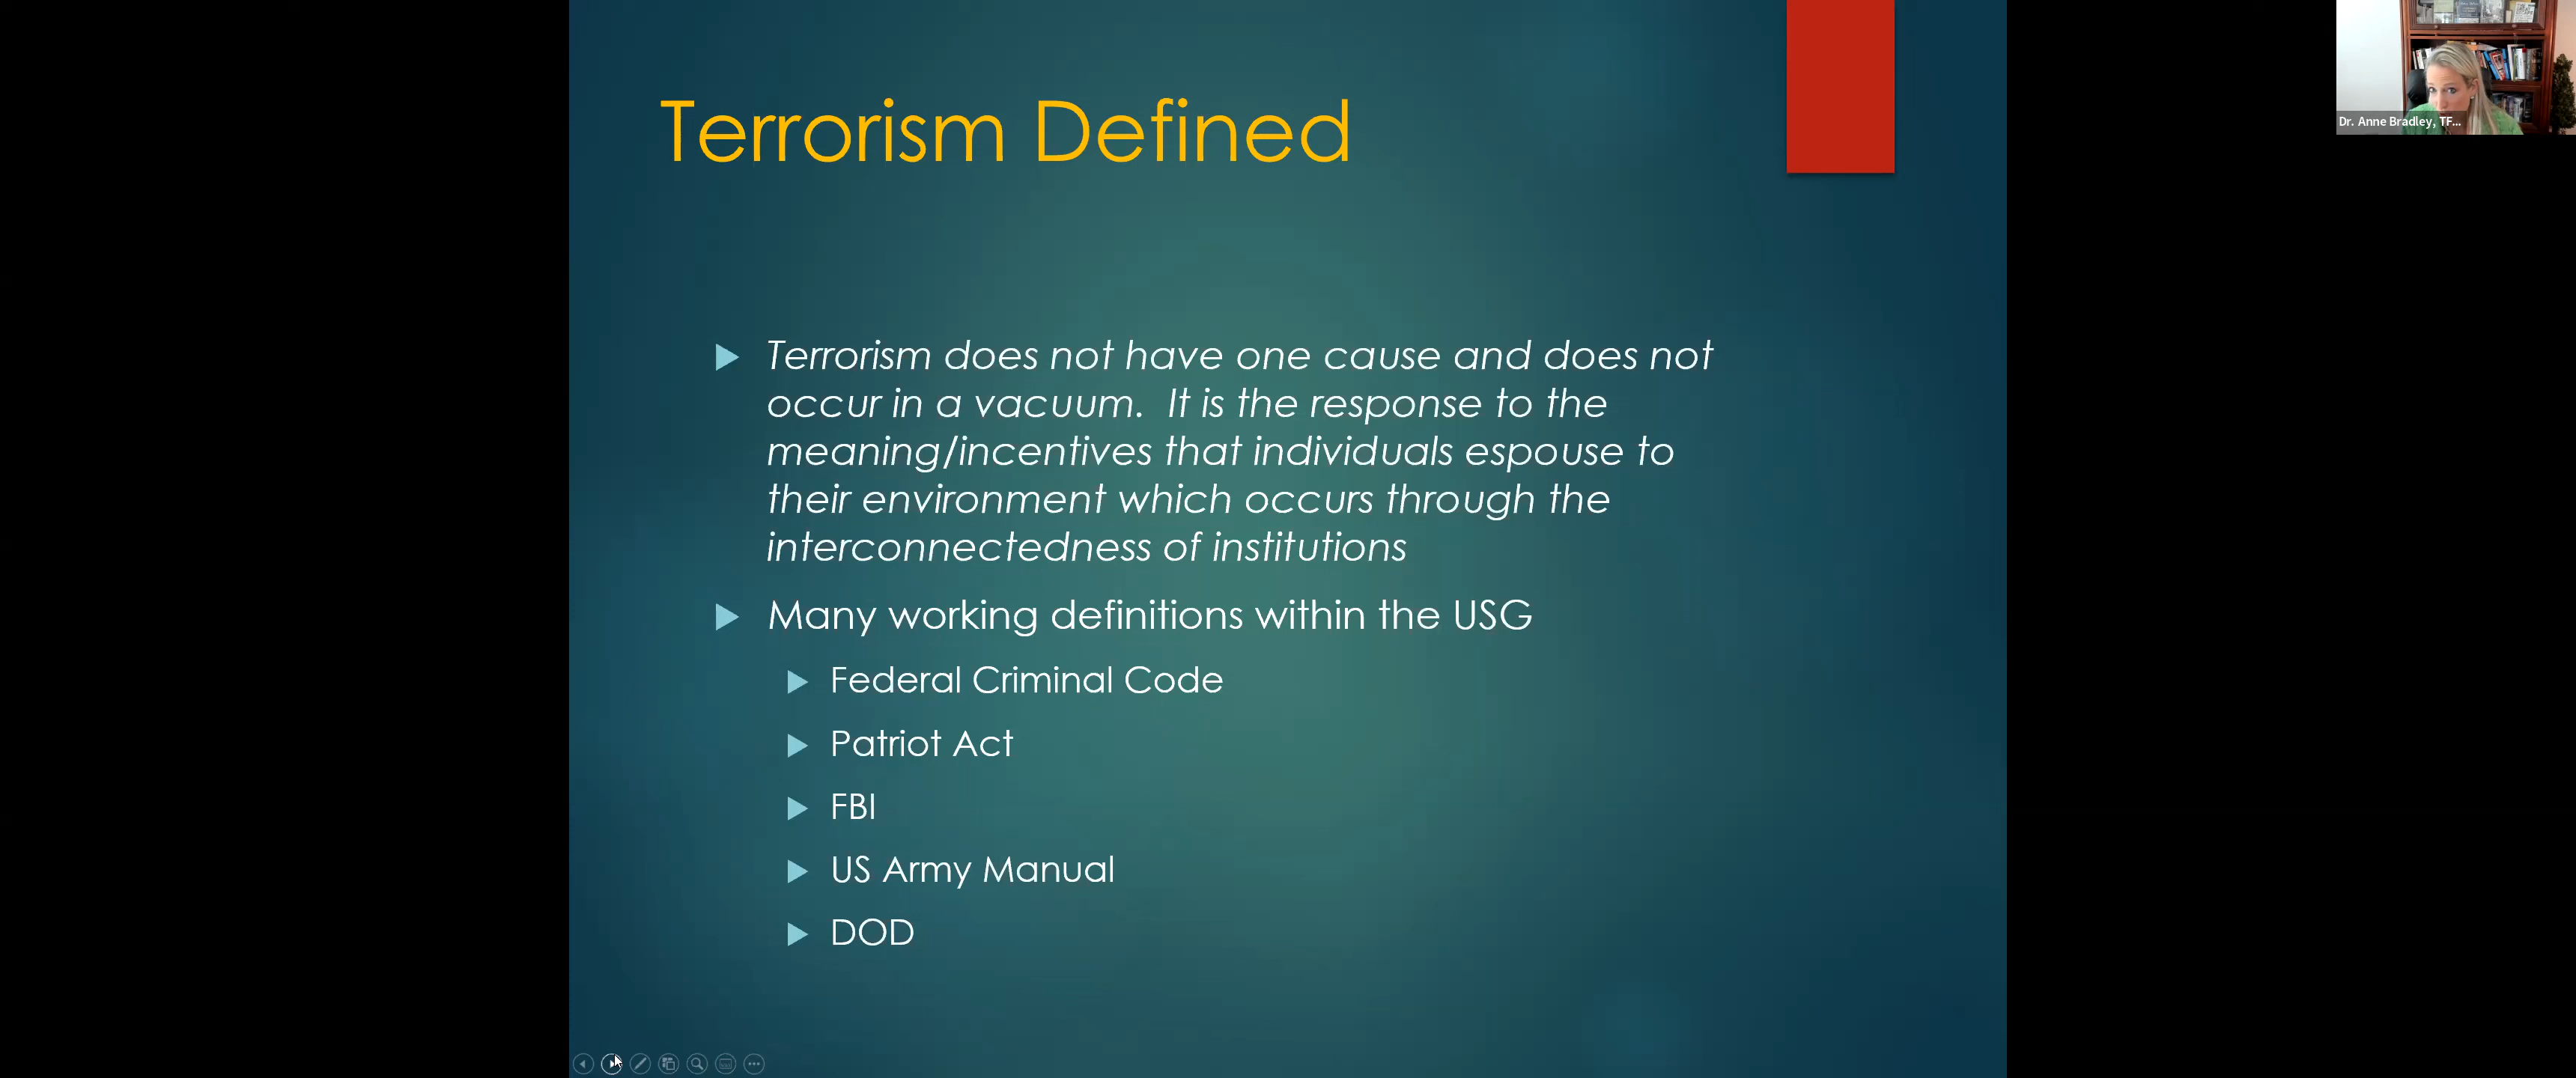 Terrorism Defined
Terrorism does not have one cause and does not
occur in a vacuum.  It is the response to the
meaning/incentives that individuals espouse to
their environment which occurs through the
interconnectedness of institutions
Many working definitions within the USG
Federal Criminal Code
Patriot Act
FBI
US Army Manual
DOD
Dr. Anne Bradley, TF...